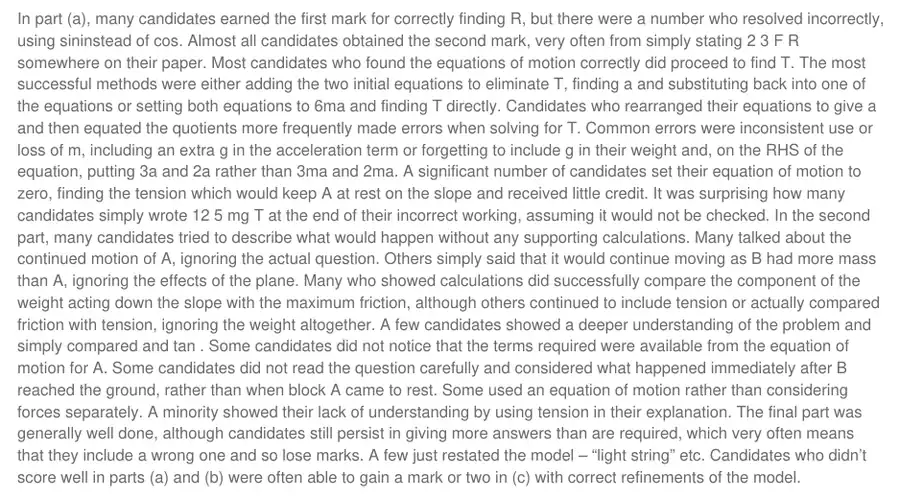 In part (a), many candidates earned the first mark for correctly finding R, but there were a number who resolved incorrectly,
using sininstead of cos. Almost all candidates obtained the second mark, very often from simply stating 2 3 F R
somewhere on their paper. Most candidates who found the equations of motion correctly did proceed to find T. The most
successful methods were either adding the two initial equations to eliminate T, finding a and substituting back into one of
the equations or setting both equations to 6ma and finding T directly. Candidates who rearranged their equations to give a
and then equated the quotients more frequently made errors when solving for T. Common errors were inconsistent use or
loss of m, including an extra g in the acceleration term or forgetting to include g in their weight and, on the RHS of the
equation, putting 3a and 2a rather than 3ma and 2ma. A significant number of candidates set their equation of motion to
zero, finding the tension which would keep A at rest on the slope and received little credit. It was surprising how many
candidates simply wrote 12 5 mg T at the end of their incorrect working, assuming it would not be checked. In the second
part, many candidates tried to describe what would happen without any supporting calculations. Many talked about the
continued motion of A, ignoring the actual question. Others simply said that it would continue moving as B had more mass
than A, ignoring the effects of the plane. Many who showed calculations did successfully compare the component of the
weight acting down the slope with the maximum friction, although others continued to include tension or actually compared
friction with tension, ignoring the weight altogether. A few candidates showed a deeper understanding of the problem and
simply compared and tan . Some candidates did not notice that the terms required were available from the equation of
motion for A. Some candidates did not read the question carefully and considered what happened immediately after B
reached the ground, rather than when block A came to rest. Some used an equation of motion rather than considering
forces separately. A minority showed their lack of understanding by using tension in their explanation. The final part was
generally well done, although candidates still persist in giving more answers than are required, which very often means
that they include a wrong one and so lose marks. A few just restated the model – “light string” etc. Candidates who didn’t
score well in parts (a) and (b) were often able to gain a mark or two in (c) with correct refinements of the model.